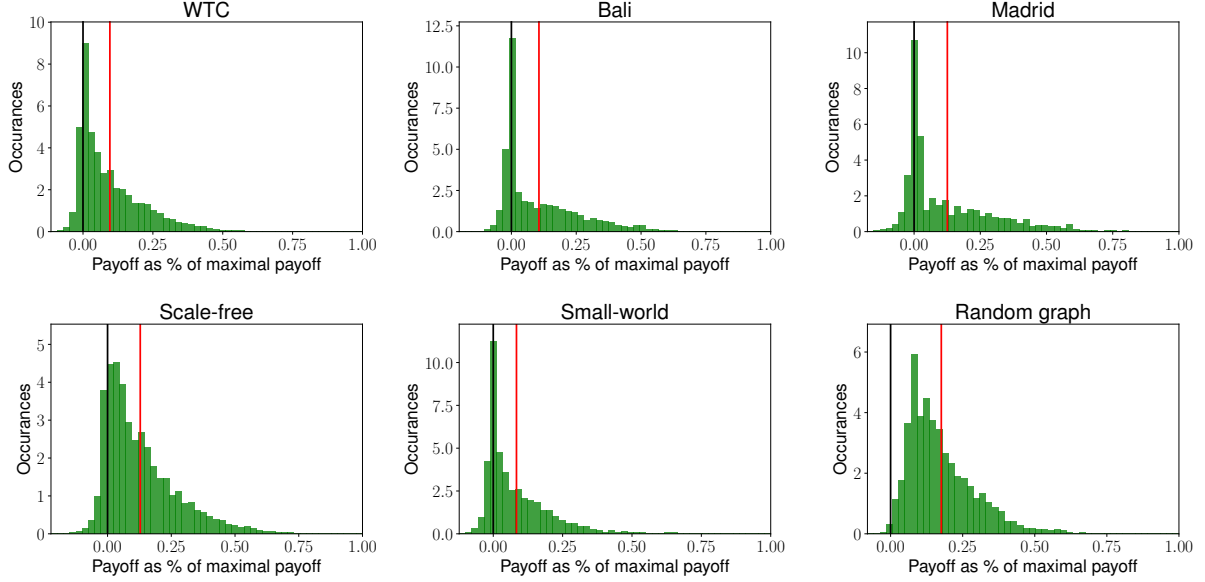 WTC
10
8
6
4
2
0
Occurances
0.00 0.25 0.50 0.75 1.00
Payoff as % of maximal payoff
Bali
12.5
10.0
7.5
5.0
2.5
0.0
Occurances
0.00 0.25 0.50 0.75 1.00
Payoff as % of maximal payoff
Madrid
10
8
6
4
2
0
Occurances
0.00 0.25 0.50 0.75 1.00
Payoff as % of maximal payoff
Scale-free
5
4
3
2
1
0
Occurances
0.00 0.25 0.50 0.75 1.00
Payoff as % of maximal payoff
Small-world
10.0
7.5
5.0
2.5
0.0
Occurances
0.00 0.25 0.50 0.75 1.00
Payoff as % of maximal payoff
Random graph
6
4
2
0
Occurances
0.00 0.25 0.50 0.75 1.00
Payoff as % of maximal payoff